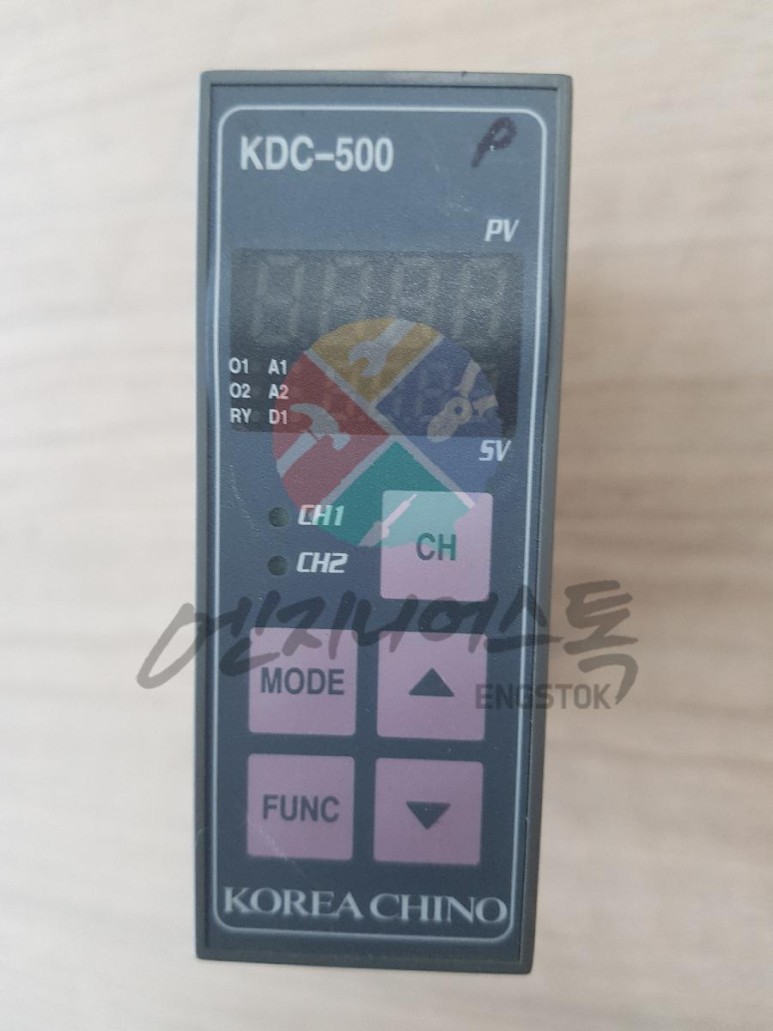 KDC-500
P
PV
O1 A1
O2 A2
RY D1
SV
CH1
CH2
CH
엔지니어스톡
ENGSTOK
MODE
FUNC
KOREA CHINO